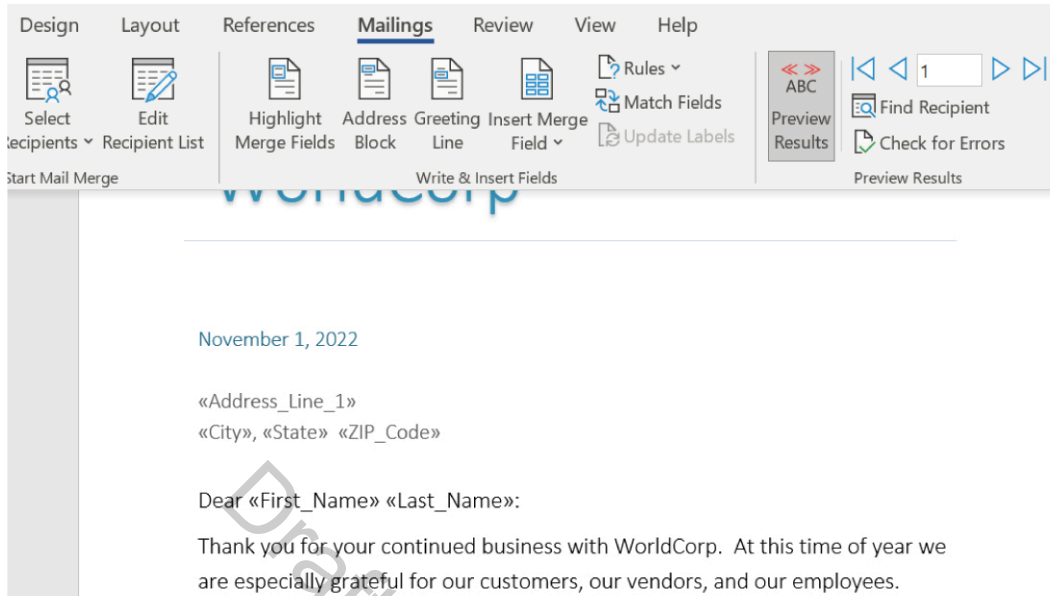 Design Layout References Mailings Review View Help
Rules
Match Fields
Update Labels
Select Recipients
Edit Recipient List
Highlight Merge Fields
Address Block
Greeting Line
Insert Merge Field
≪ ≫
ABC
Preview Results
1
Find Recipient
Check for Errors
Start Mail Merge
Write & Insert Fields
Preview Results
WorldCorp
November 1, 2022
«Address_Line_1»
«City», «State» «ZIP_Code»
Dear «First_Name» «Last_Name»:
Thank you for your continued business with WorldCorp. At this time of year we
are especially grateful for our customers, our vendors, and our employees.
Draft